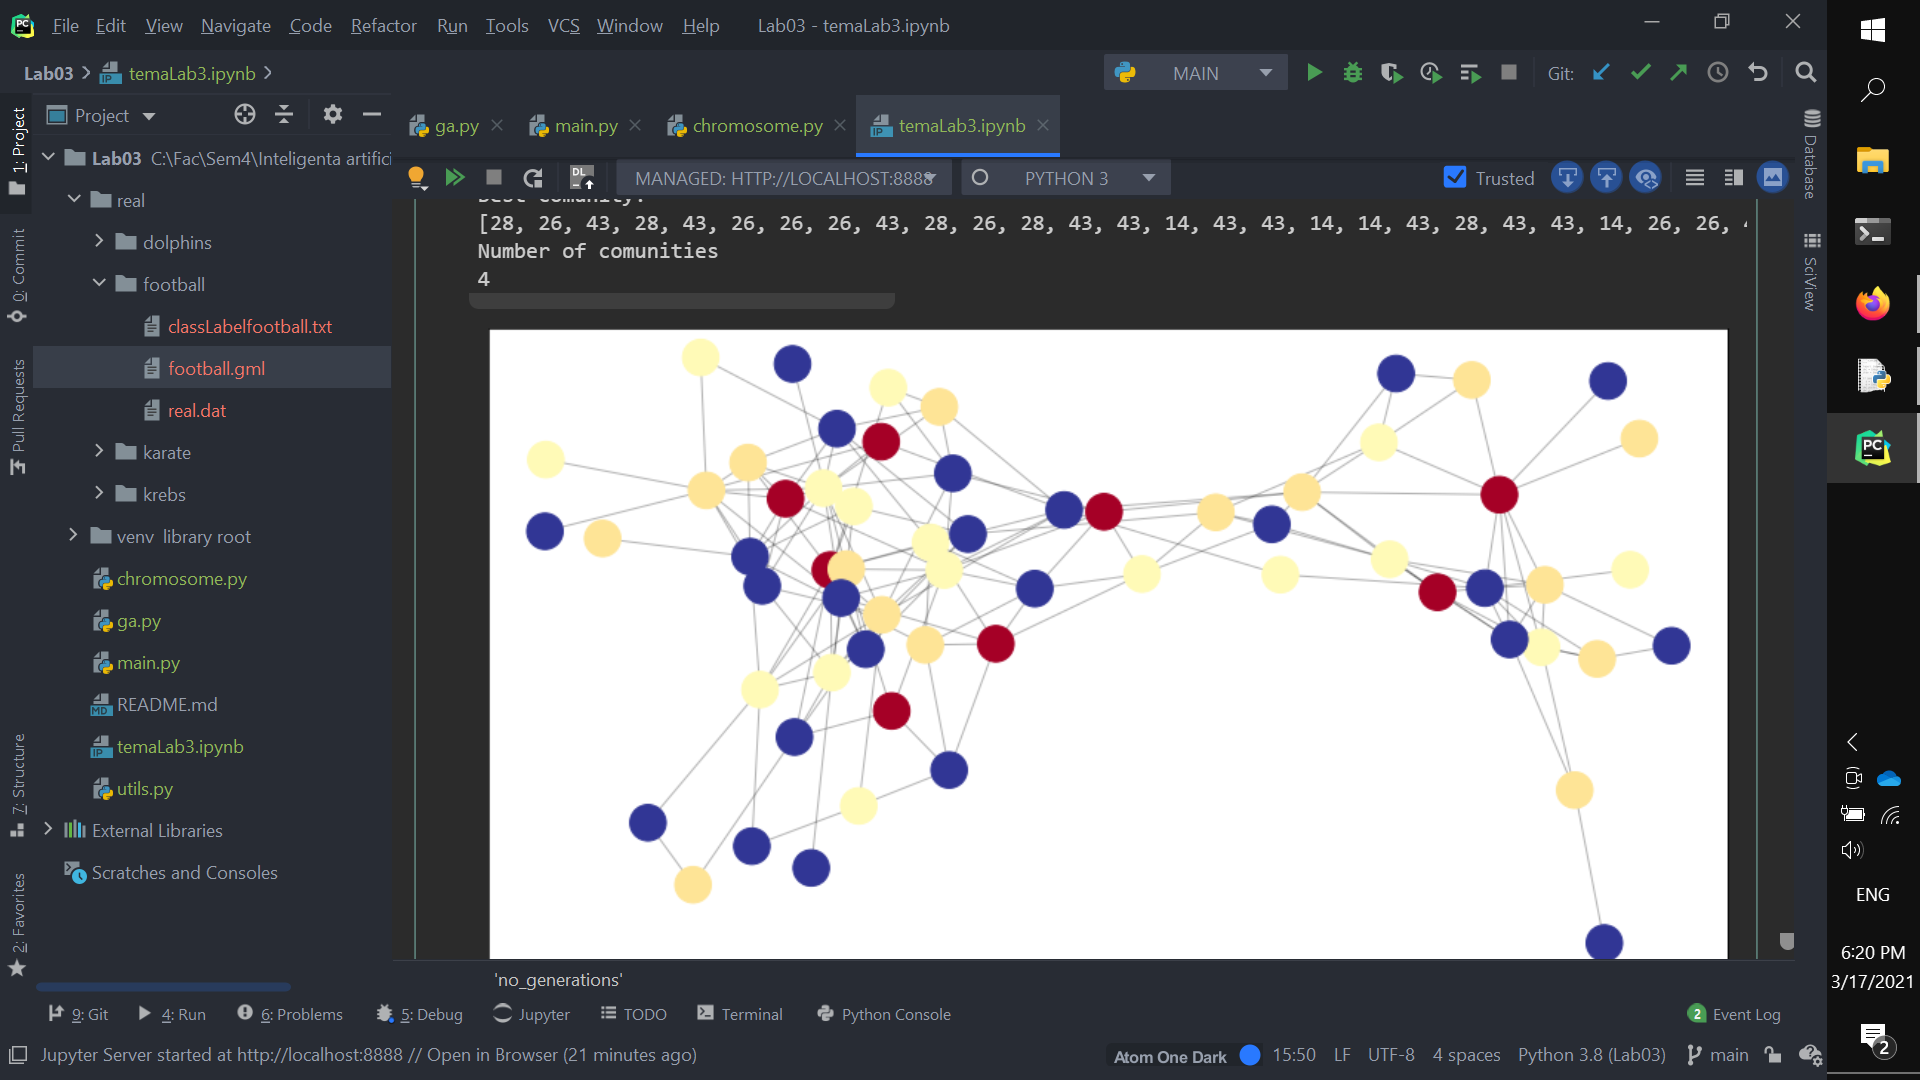 File Edit View Navigate Code Refactor Run Tools VCS Window Help Lab03 - temaLab3.ipynb
Lab03 temaLab3.ipynb
MAIN
Git:
Project
ga.py main.py chromosome.py temaLab3.ipynb
MANAGED: HTTP://LOCALHOST:8888 PYTHON 3 Trusted
Lab03 C:\Fac\Sem4\Inteligenta artifici
real
dolphins
football
classLabelfootball.txt
football.gml
real.dat
karate
krebs
venv library root
chromosome.py
ga.py
main.py
README.md
temaLab3.ipynb
utils.py
External Libraries
Scratches and Consoles
1: Project
0: Commit
Pull Requests
7: Structure
2: Favorites
Database
SciView
[28, 26, 43, 28, 43, 26, 26, 26, 43, 28, 26, 28, 43, 43, 14, 43, 43, 14, 14, 43, 28, 43, 43, 14, 26, 26,
Number of comunities
4
'no_generations'
9: Git 4: Run 6: Problems 5: Debug Jupyter TODO Terminal Python Console 2 Event Log
Jupyter Server started at http://localhost:8888 // Open in Browser (21 minutes ago) Atom One Dark 15:50 LF UTF-8 4 spaces Python 3.8 (Lab03) main
ENG
6:20 PM
3/17/2021
2